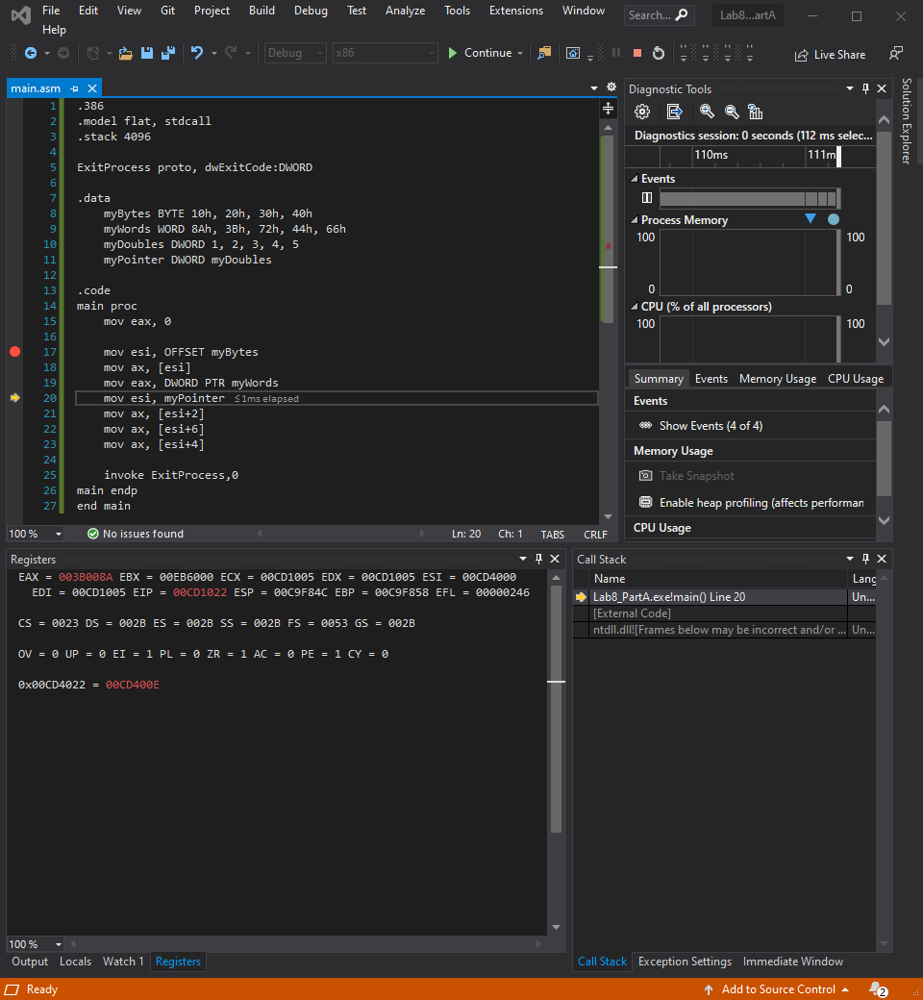 File Edit View Git Project Build Debug Test Analyze Tools Extensions Window Search... Lab8...artA
Help
Debug x86 Continue Live Share
main.asm
1 .386
2 .model flat, stdcall
3 .stack 4096
4
5 ExitProcess proto, dwExitCode:DWORD
6
7 .data
8 myBytes BYTE 10h, 20h, 30h, 40h
9 myWords WORD 8Ah, 3Bh, 72h, 44h, 66h
10 myDoubles DWORD 1, 2, 3, 4, 5
11 myPointer DWORD myDoubles
12
13 .code
14 main proc
15 mov eax, 0
16
17 mov esi, OFFSET myBytes
18 mov ax, [esi]
19 mov eax, DWORD PTR myWords
20 mov esi, myPointer ≤1ms elapsed
21 mov ax, [esi+2]
22 mov ax, [esi+6]
23 mov ax, [esi+4]
24
25 invoke ExitProcess,0
26 main endp
27 end main
100 % No issues found Ln: 20 Ch: 1 TABS CRLF
Diagnostic Tools
Diagnostics session: 0 seconds (112 ms selec...
110ms 111m
Events
Process Memory
100 100
0 0
CPU (% of all processors)
100 100
Summary Events Memory Usage CPU Usage
Events
Show Events (4 of 4)
Memory Usage
Take Snapshot
Enable heap profiling (affects performan
CPU Usage
Solution Explorer
Registers
EAX = 003B008A EBX = 00EB6000 ECX = 00CD1005 EDX = 00CD1005 ESI = 00CD4000
EDI = 00CD1005 EIP = 00CD1022 ESP = 00C9F84C EBP = 00C9F858 EFL = 00000246
CS = 0023 DS = 002B ES = 002B SS = 002B FS = 0053 GS = 002B
OV = 0 UP = 0 EI = 1 PL = 0 ZR = 1 AC = 0 PE = 1 CY = 0
0x00CD4022 = 00CD400E
100 %
Output Locals Watch 1 Registers
Call Stack
Name Lang
Lab8_PartA.exe!main() Line 20 Un...
[External Code]
ntdll.dll![Frames below may be incorrect and/or ... Un...
Call Stack Exception Settings Immediate Window
Ready Add to Source Control 2